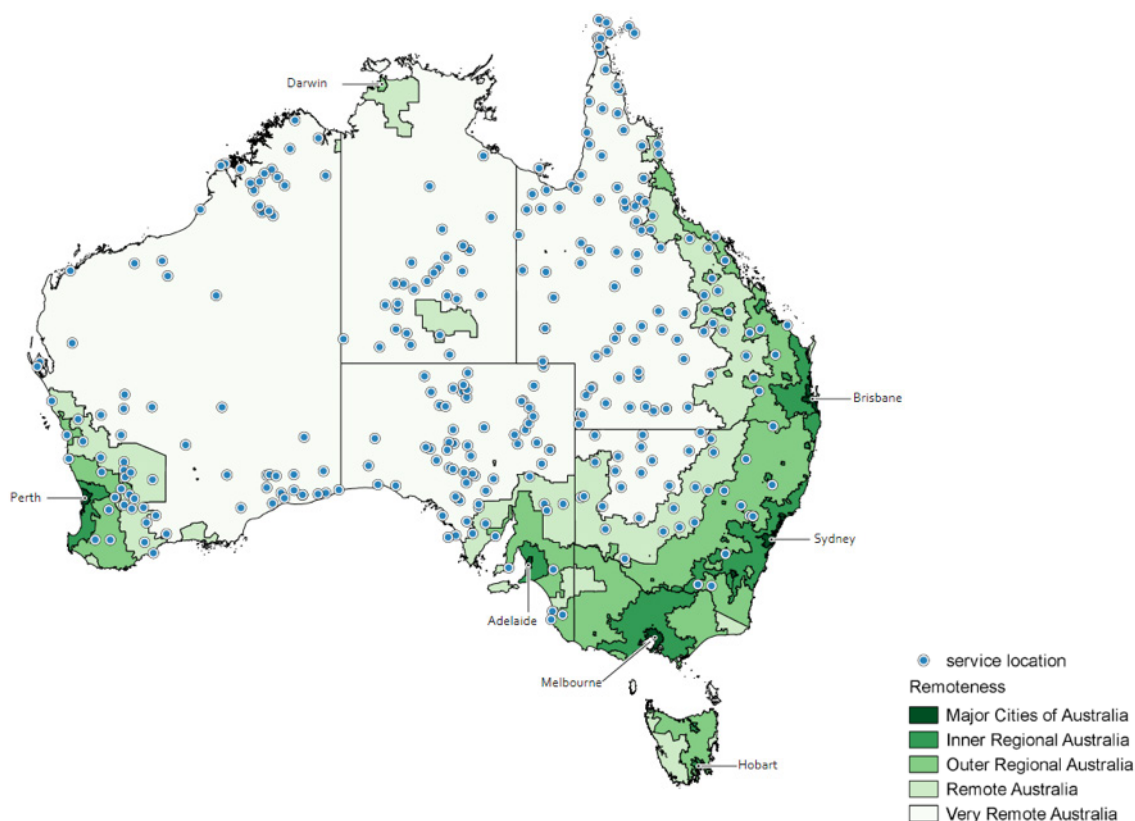 Darwin
Brisbane
Perth
Sydney
Adelaide
Melbourne
Hobart
service location
Remoteness
Major Cities of Australia
Inner Regional Australia
Outer Regional Australia
Remote Australia
Very Remote Australia